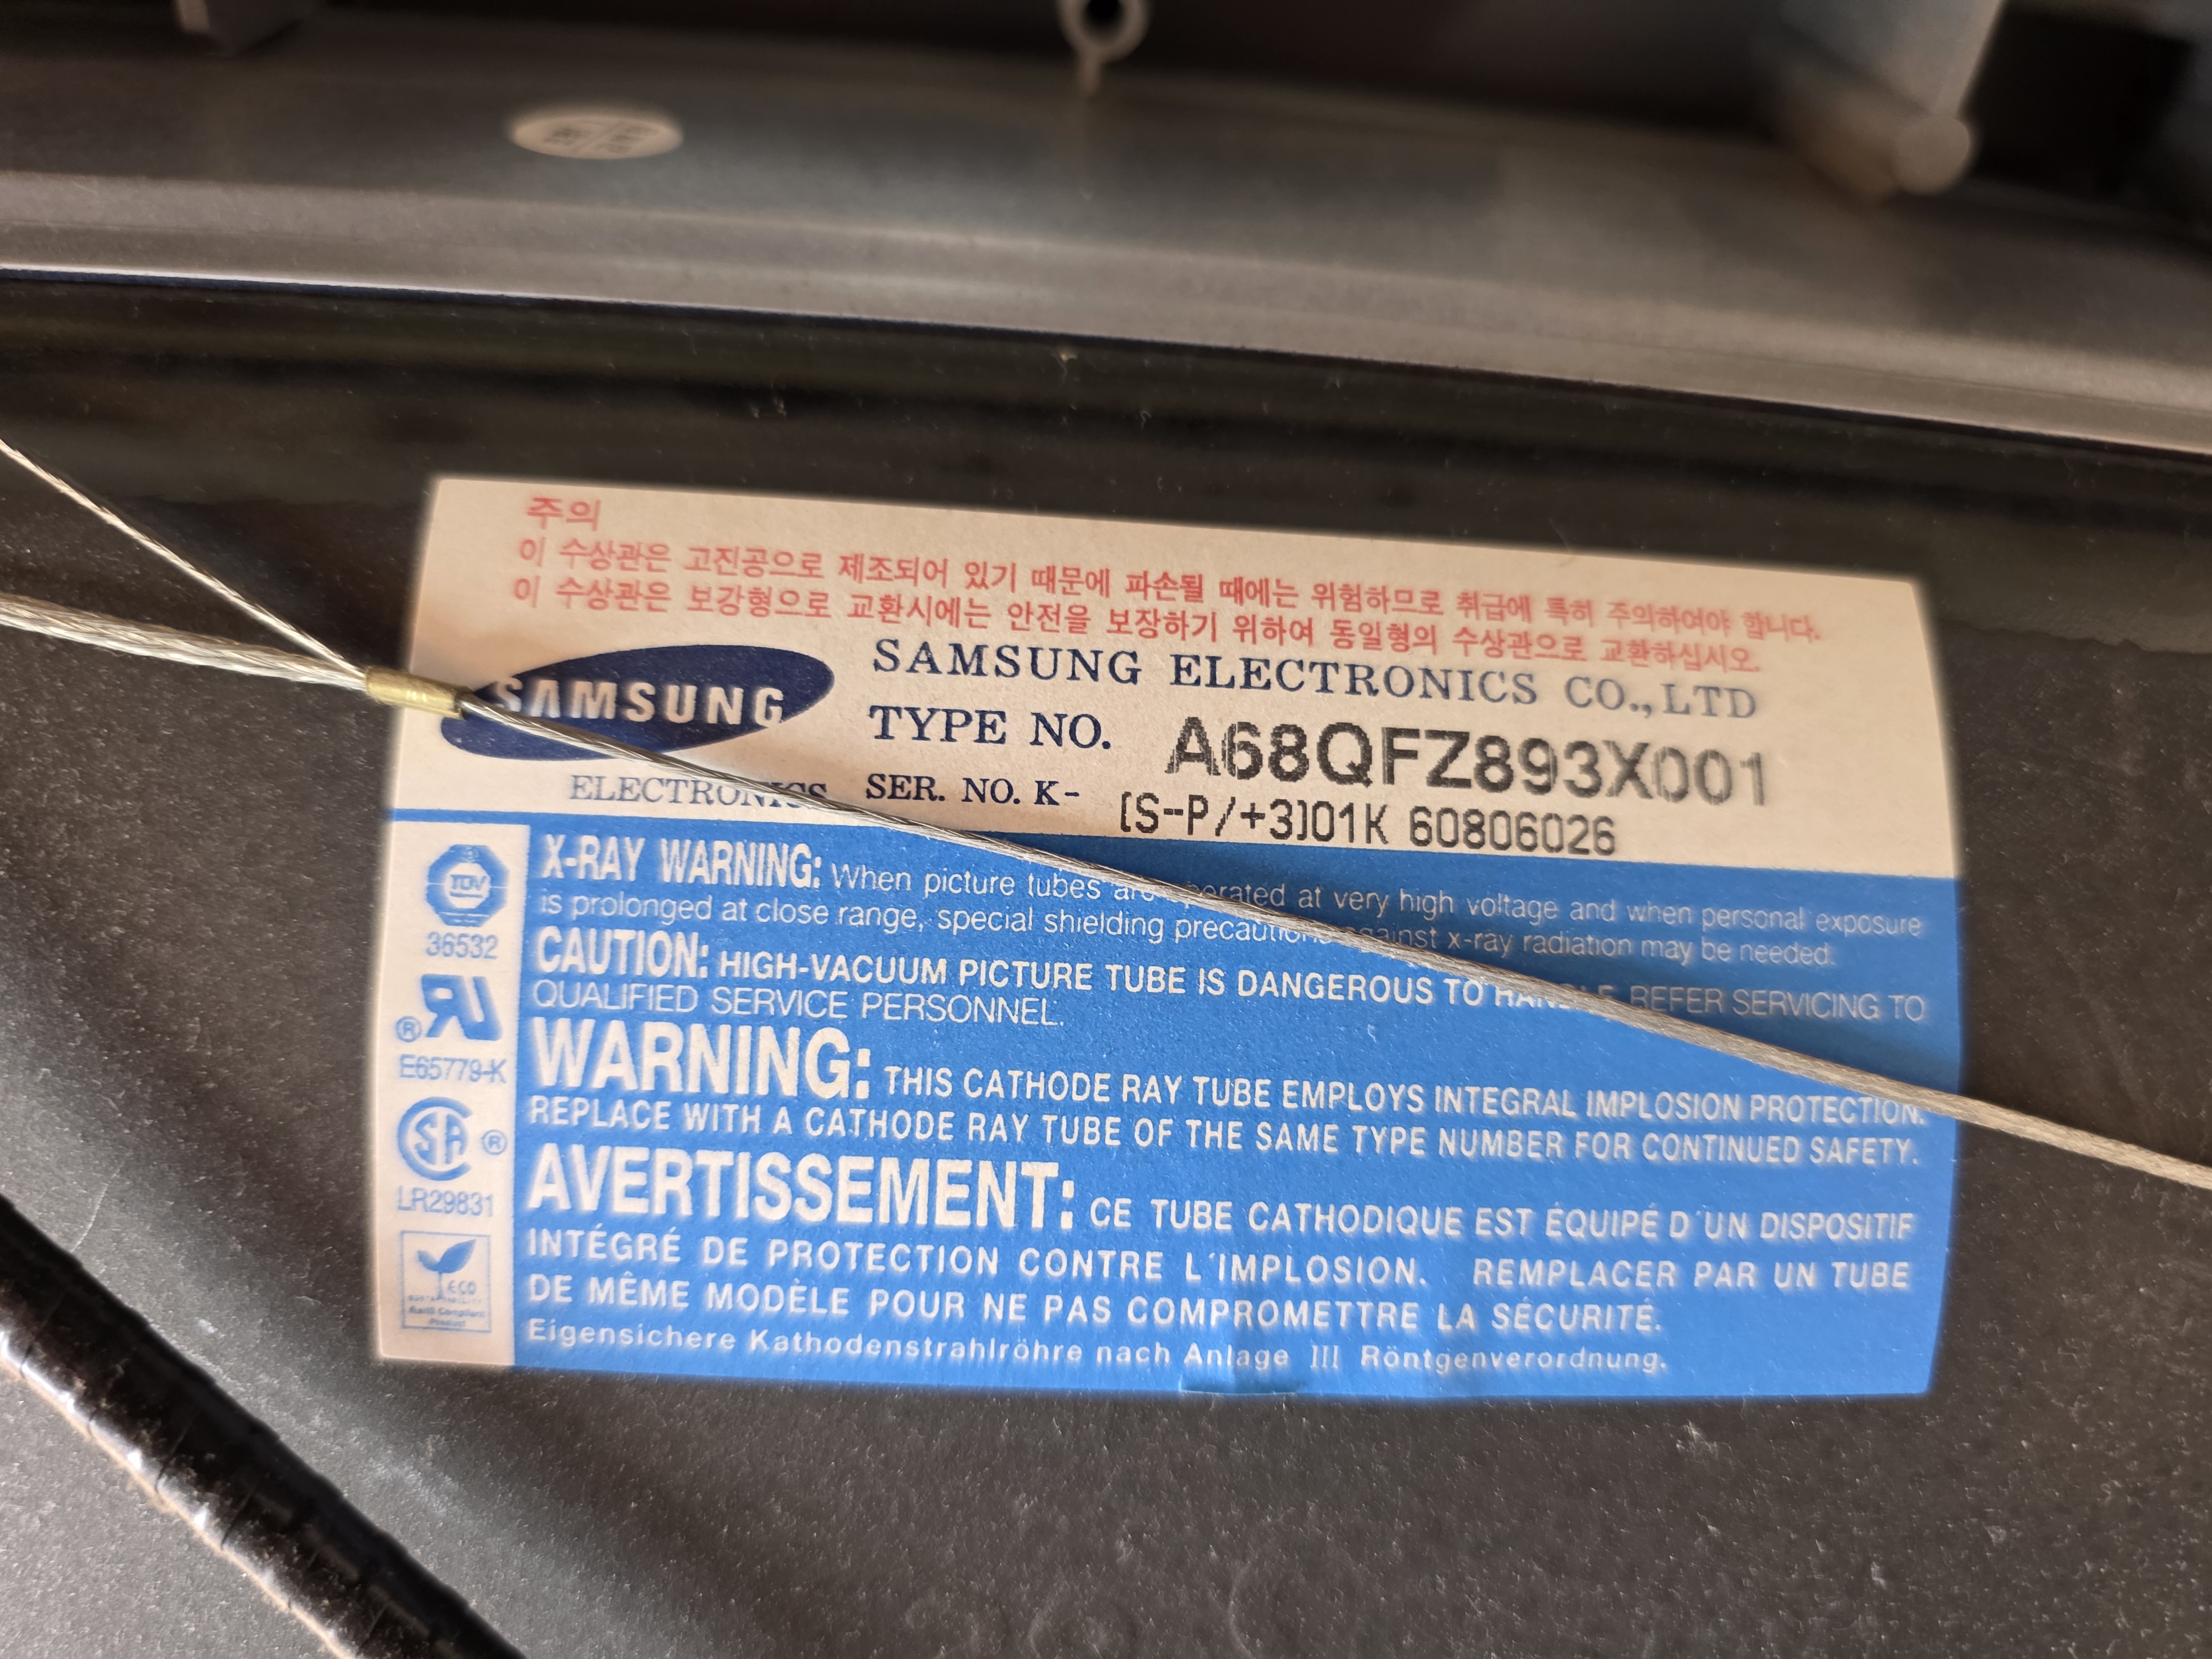 주의
이 수상관은 고진공으로 제조되어 있기 때문에 파손될 때에는 위험하므로 취급에 특히 주의하여야 합니다.
이 수상관은 보강형으로 교환시에는 안전을 보장하기 위하여 동일형의 수상관으로 교환하십시오.
SAMSUNG
ELECTRONICS
SAMSUNG ELECTRONICS CO.,LTD
TYPE NO. A68QFZ893X001
SER. NO. K- (S-P/+3)01K 60806026
TÜV
36532
E65779-K
LR29831
ECO
X-RAY WARNING: When picture tubes are operated at very high voltage and when personal exposure
is prolonged at close range, special shielding precautions against x-ray radiation may be needed.
CAUTION: HIGH-VACUUM PICTURE TUBE IS DANGEROUS TO HANDLE REFER SERVICING TO
QUALIFIED SERVICE PERSONNEL.
WARNING: THIS CATHODE RAY TUBE EMPLOYS INTEGRAL IMPLOSION PROTECTION.
REPLACE WITH A CATHODE RAY TUBE OF THE SAME TYPE NUMBER FOR CONTINUED SAFETY.
AVERTISSEMENT: CE TUBE CATHODIQUE EST ÉQUIPÉ D'UN DISPOSITIF
INTÉGRÉ DE PROTECTION CONTRE L'IMPLOSION. REMPLACER PAR UN TUBE
DE MÊME MODÈLE POUR NE PAS COMPROMETTRE LA SÉCURITÉ.
Eigensichere Kathodenstrahlröhre nach Anlage III Röntgenverordnung.